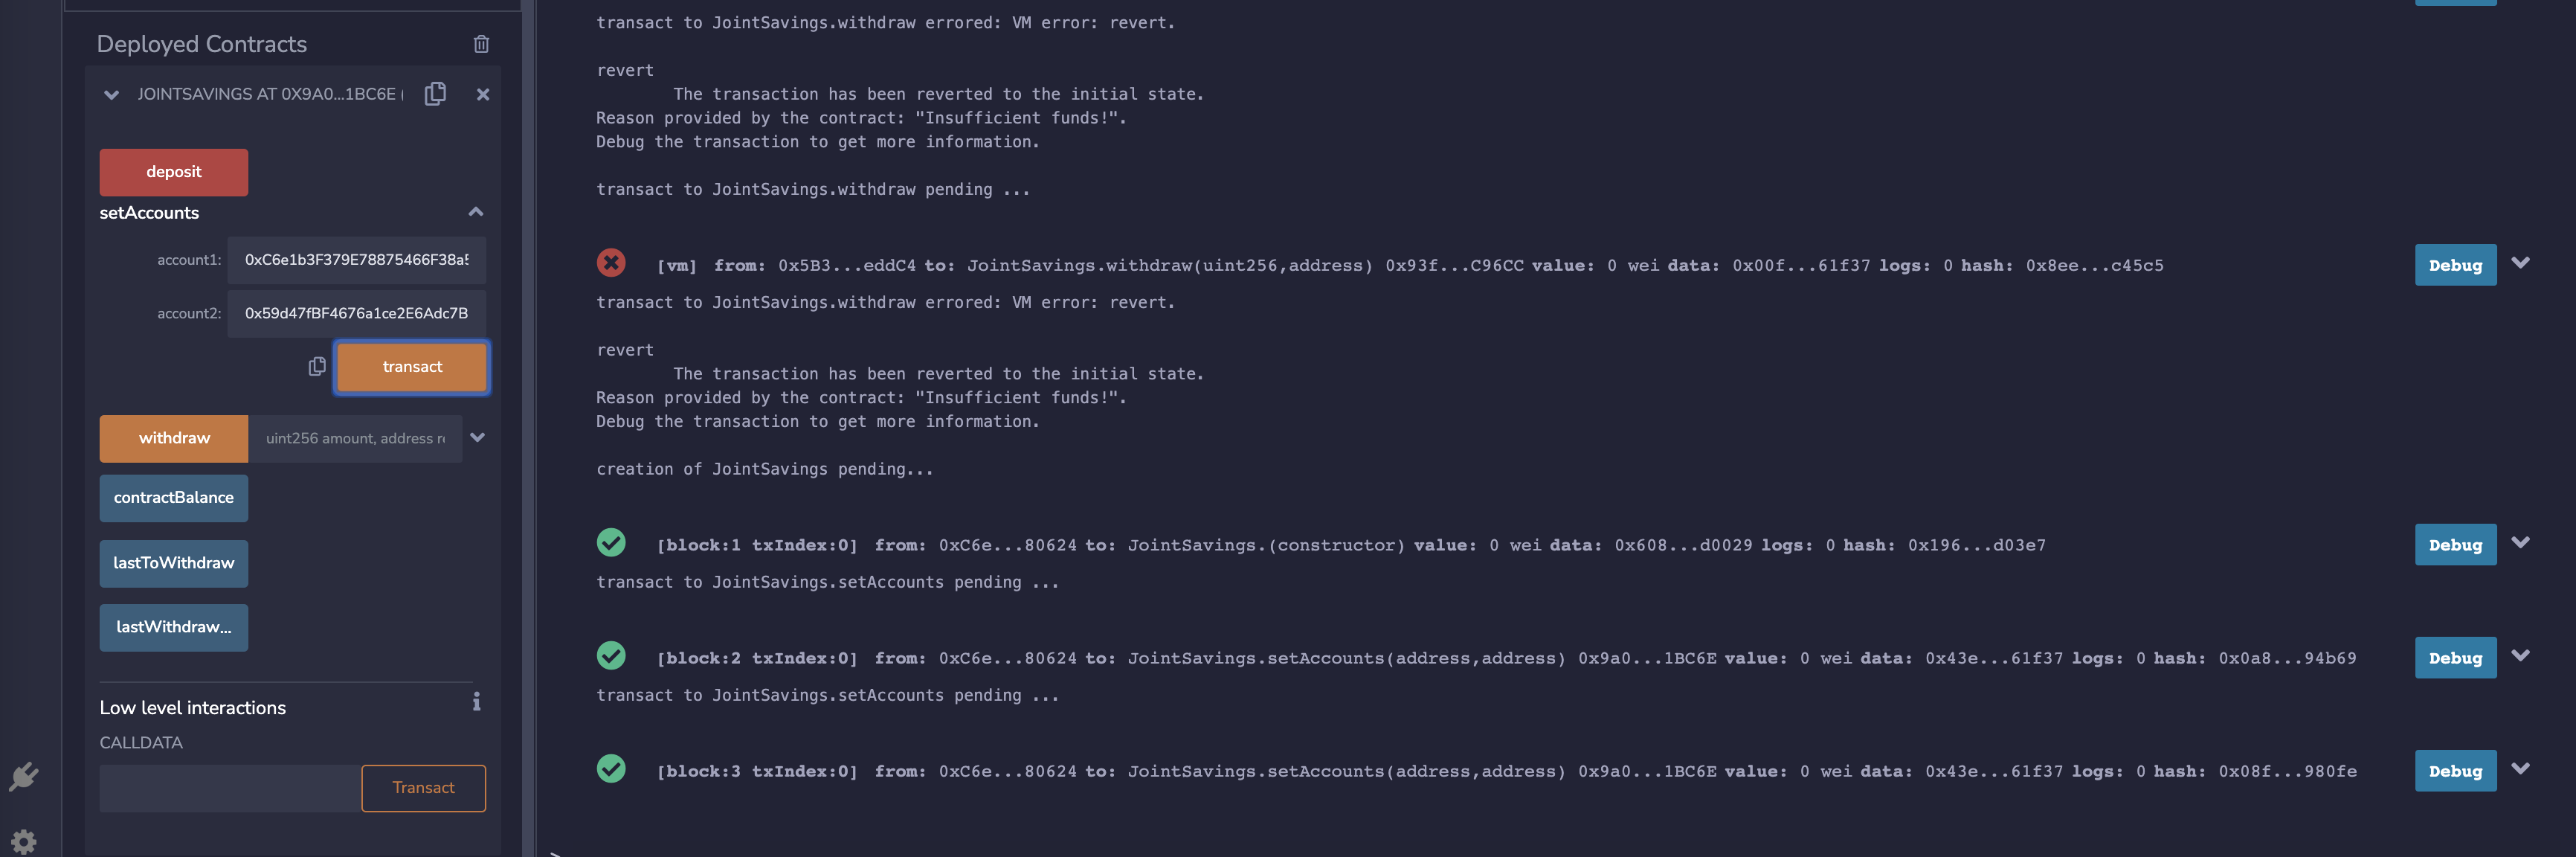 Deployed Contracts
JOINTSAVINGS AT 0X9A0...1BC6E (
deposit
setAccounts
account1: 0xC6e1b3F379E78875466F38a5
account2: 0x59d47fBF4676a1ce2E6Adc7B
transact
withdraw uint256 amount, address re
contractBalance
lastToWithdraw
lastWithdraw...
Low level interactions
i
CALLDATA
Transact
transact to JointSavings.withdraw errored: VM error: revert.
revert
The transaction has been reverted to the initial state.
Reason provided by the contract: "Insufficient funds!".
Debug the transaction to get more information.
transact to JointSavings.withdraw pending ...
[vm] from: 0x5B3...eddC4 to: JointSavings.withdraw(uint256,address) 0x93f...C96CC value: 0 wei data: 0x00f...61f37 logs: 0 hash: 0x8ee...c45c5 Debug
transact to JointSavings.withdraw errored: VM error: revert.
revert
The transaction has been reverted to the initial state.
Reason provided by the contract: "Insufficient funds!".
Debug the transaction to get more information.
creation of JointSavings pending...
[block:1 txIndex:0] from: 0xC6e...80624 to: JointSavings.(constructor) value: 0 wei data: 0x608...d0029 logs: 0 hash: 0x196...d03e7 Debug
transact to JointSavings.setAccounts pending ...
[block:2 txIndex:0] from: 0xC6e...80624 to: JointSavings.setAccounts(address,address) 0x9a0...1BC6E value: 0 wei data: 0x43e...61f37 logs: 0 hash: 0x0a8...94b69 Debug
transact to JointSavings.setAccounts pending ...
[block:3 txIndex:0] from: 0xC6e...80624 to: JointSavings.setAccounts(address,address) 0x9a0...1BC6E value: 0 wei data: 0x43e...61f37 logs: 0 hash: 0x08f...980fe Debug